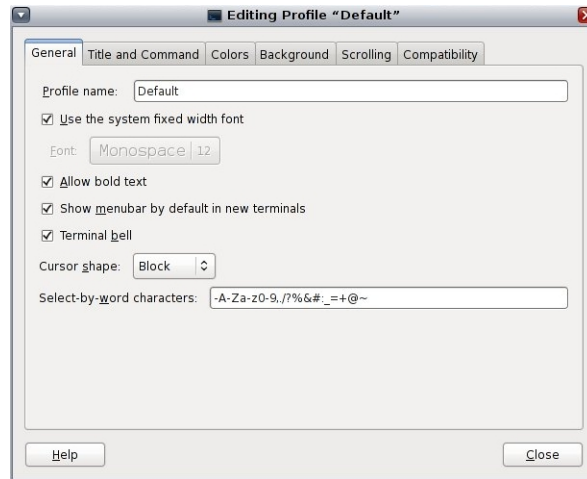 Editing Profile “Default”
General Title and Command Colors Background Scrolling Compatibility
Profile name: Default
Use the system fixed width font
Font: Monospace 12
Allow bold text
Show menubar by default in new terminals
Terminal bell
Cursor shape: Block
Select-by-word characters: -A-Za-z0-9,./?%&#:_=+@~
Help Close